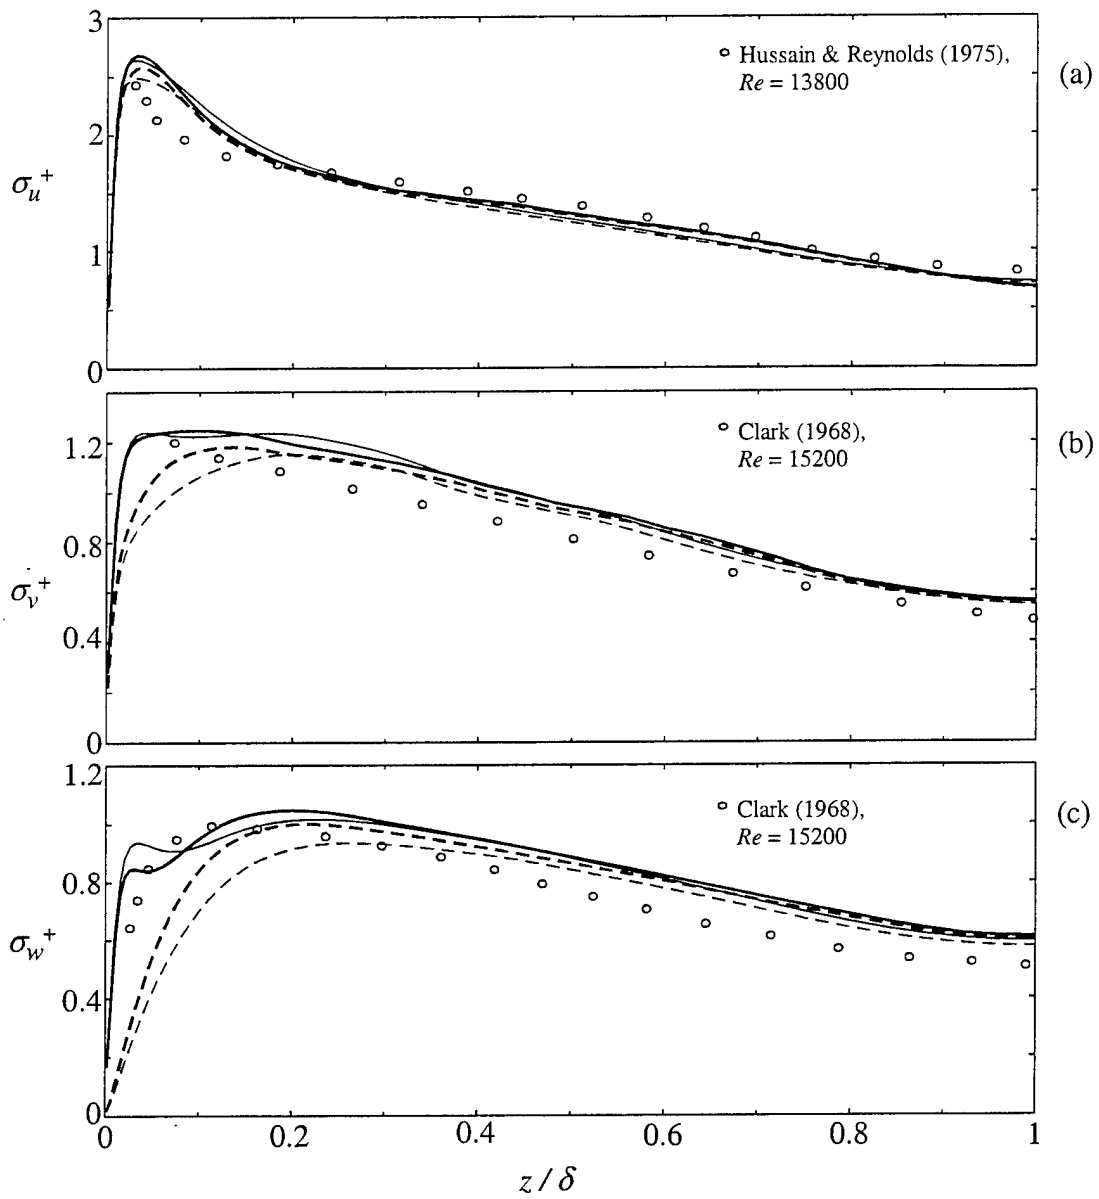 3
Hussain & Reynolds (1975),
Re = 13800
(a)
2
σu+
1
0
1.2
Clark (1968),
Re = 15200
(b)
0.8
σv+
0.4
0
1.2
Clark (1968),
Re = 15200
(c)
0.8
σw+
0.4
0
0 0.2 0.4 0.6 0.8 1
z / δ